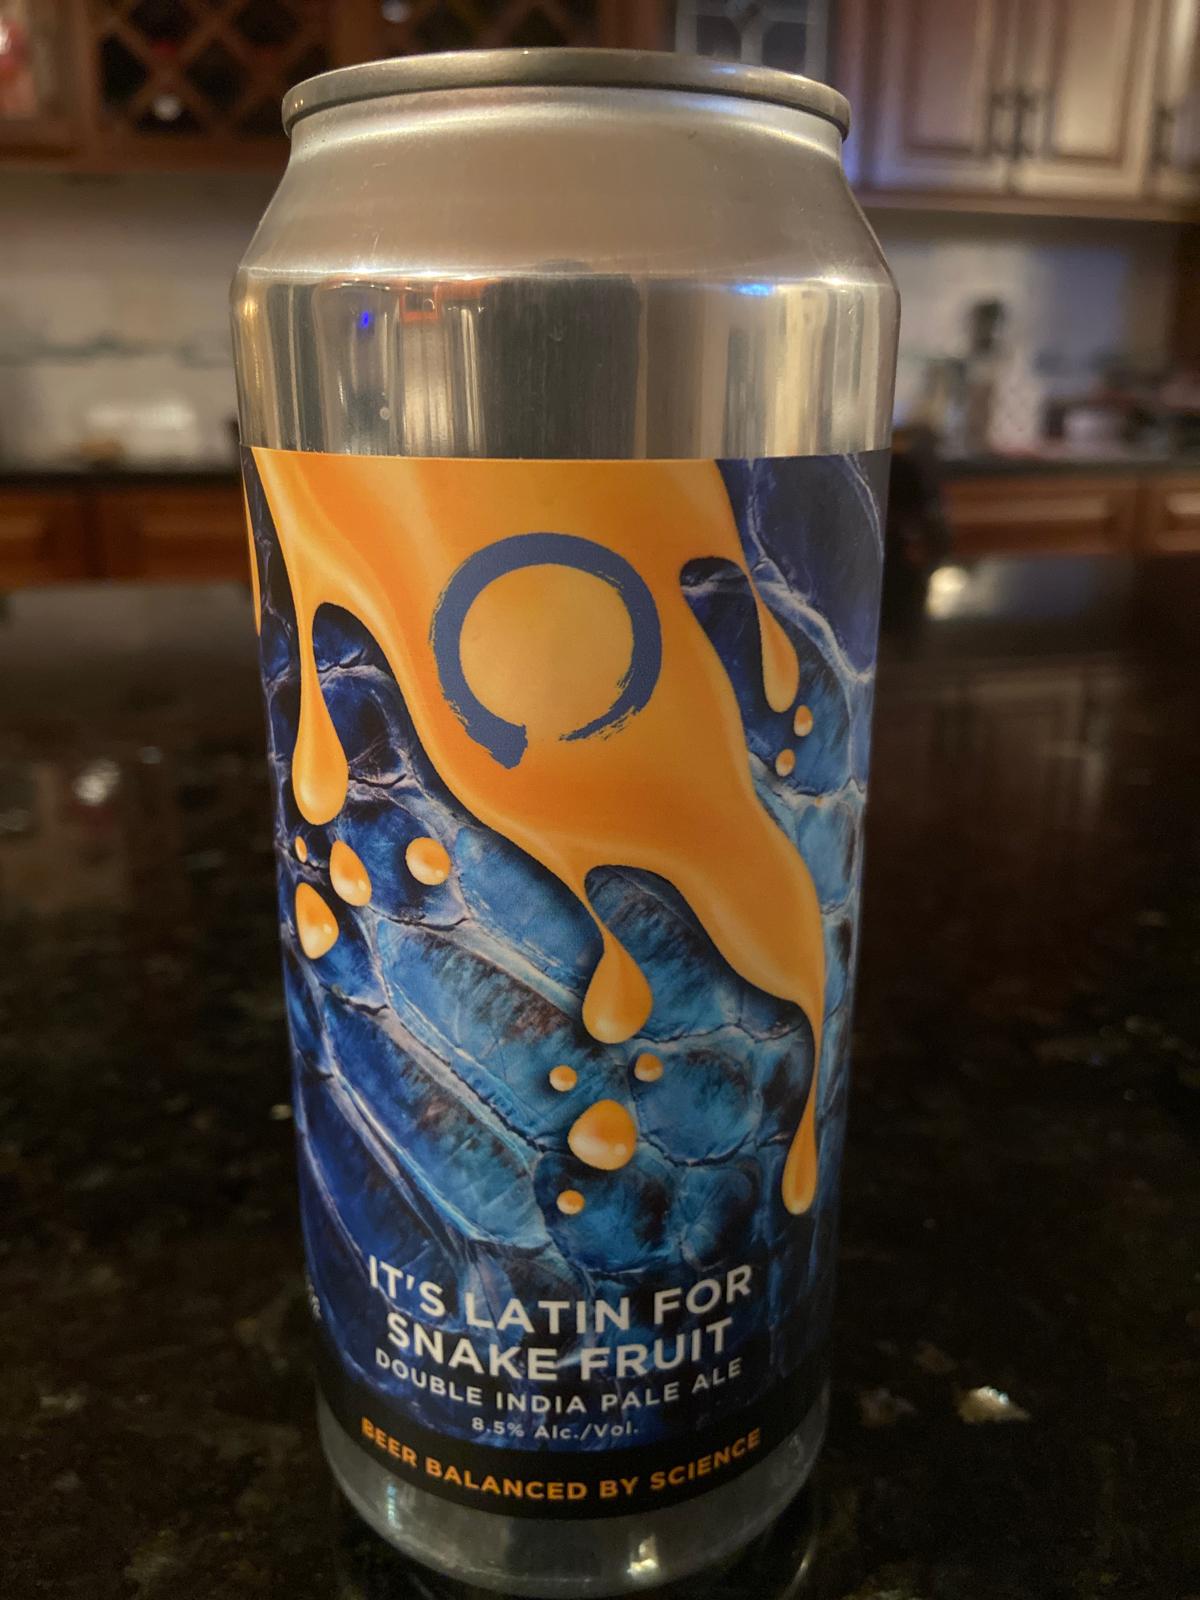 IT'S LATIN FOR
SNAKE FRUIT
DOUBLE INDIA PALE ALE
8.5% Alc./Vol.
BEER BALANCED BY SCIENCE